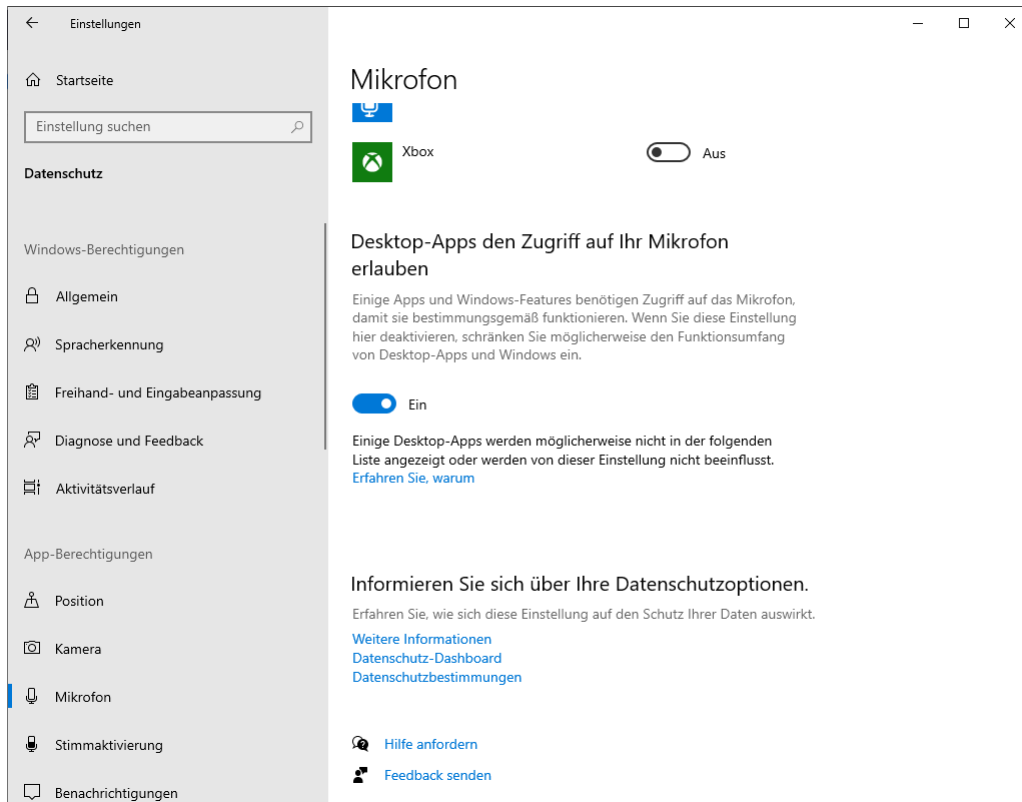 Einstellungen
Startseite
Einstellung suchen
Datenschutz
Windows-Berechtigungen
Allgemein
Spracherkennung
Freihand- und Eingabeanpassung
Diagnose und Feedback
Aktivitätsverlauf
App-Berechtigungen
Position
Kamera
Mikrofon
Stimmaktivierung
Benachrichtigungen
Mikrofon
Xbox
Aus
Desktop-Apps den Zugriff auf Ihr Mikrofon
erlauben
Einige Apps und Windows-Features benötigen Zugriff auf das Mikrofon,
damit sie bestimmungsgemäß funktionieren. Wenn Sie diese Einstellung
hier deaktivieren, schränken Sie möglicherweise den Funktionsumfang
von Desktop-Apps und Windows ein.
Ein
Einige Desktop-Apps werden möglicherweise nicht in der folgenden
Liste angezeigt oder werden von dieser Einstellung nicht beeinflusst.
Erfahren Sie, warum
Informieren Sie sich über Ihre Datenschutzoptionen.
Erfahren Sie, wie sich diese Einstellung auf den Schutz Ihrer Daten auswirkt.
Weitere Informationen
Datenschutz-Dashboard
Datenschutzbestimmungen
Hilfe anfordern
Feedback senden